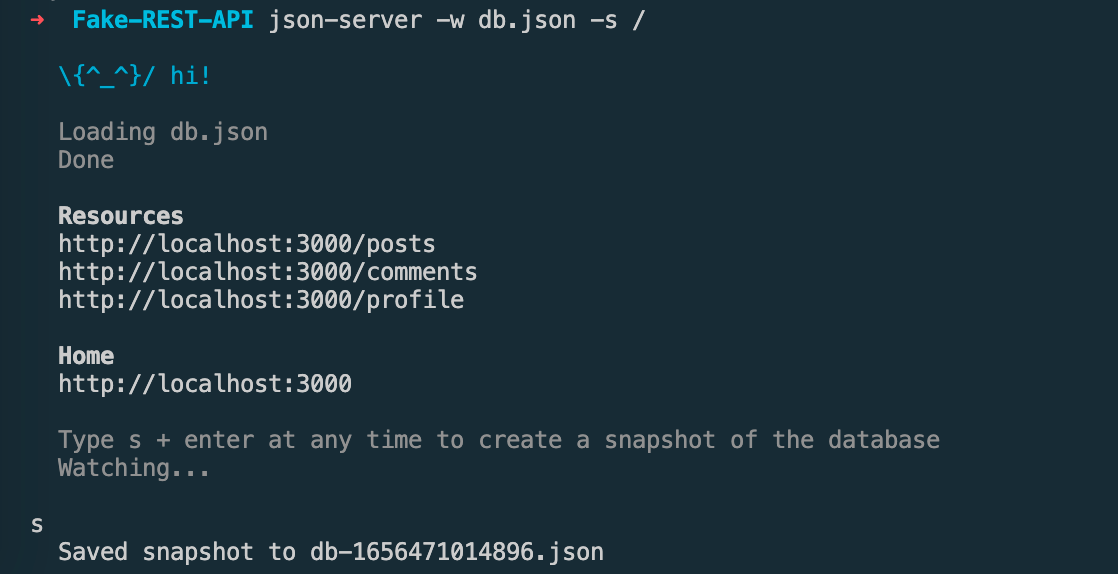 ➜ Fake-REST-API json-server -w db.json -s /
\{^_^}/ hi!
Loading db.json
Done
Resources
http://localhost:3000/posts
http://localhost:3000/comments
http://localhost:3000/profile
Home
http://localhost:3000
Type s + enter at any time to create a snapshot of the database
Watching...
s
Saved snapshot to db-1656471014896.json